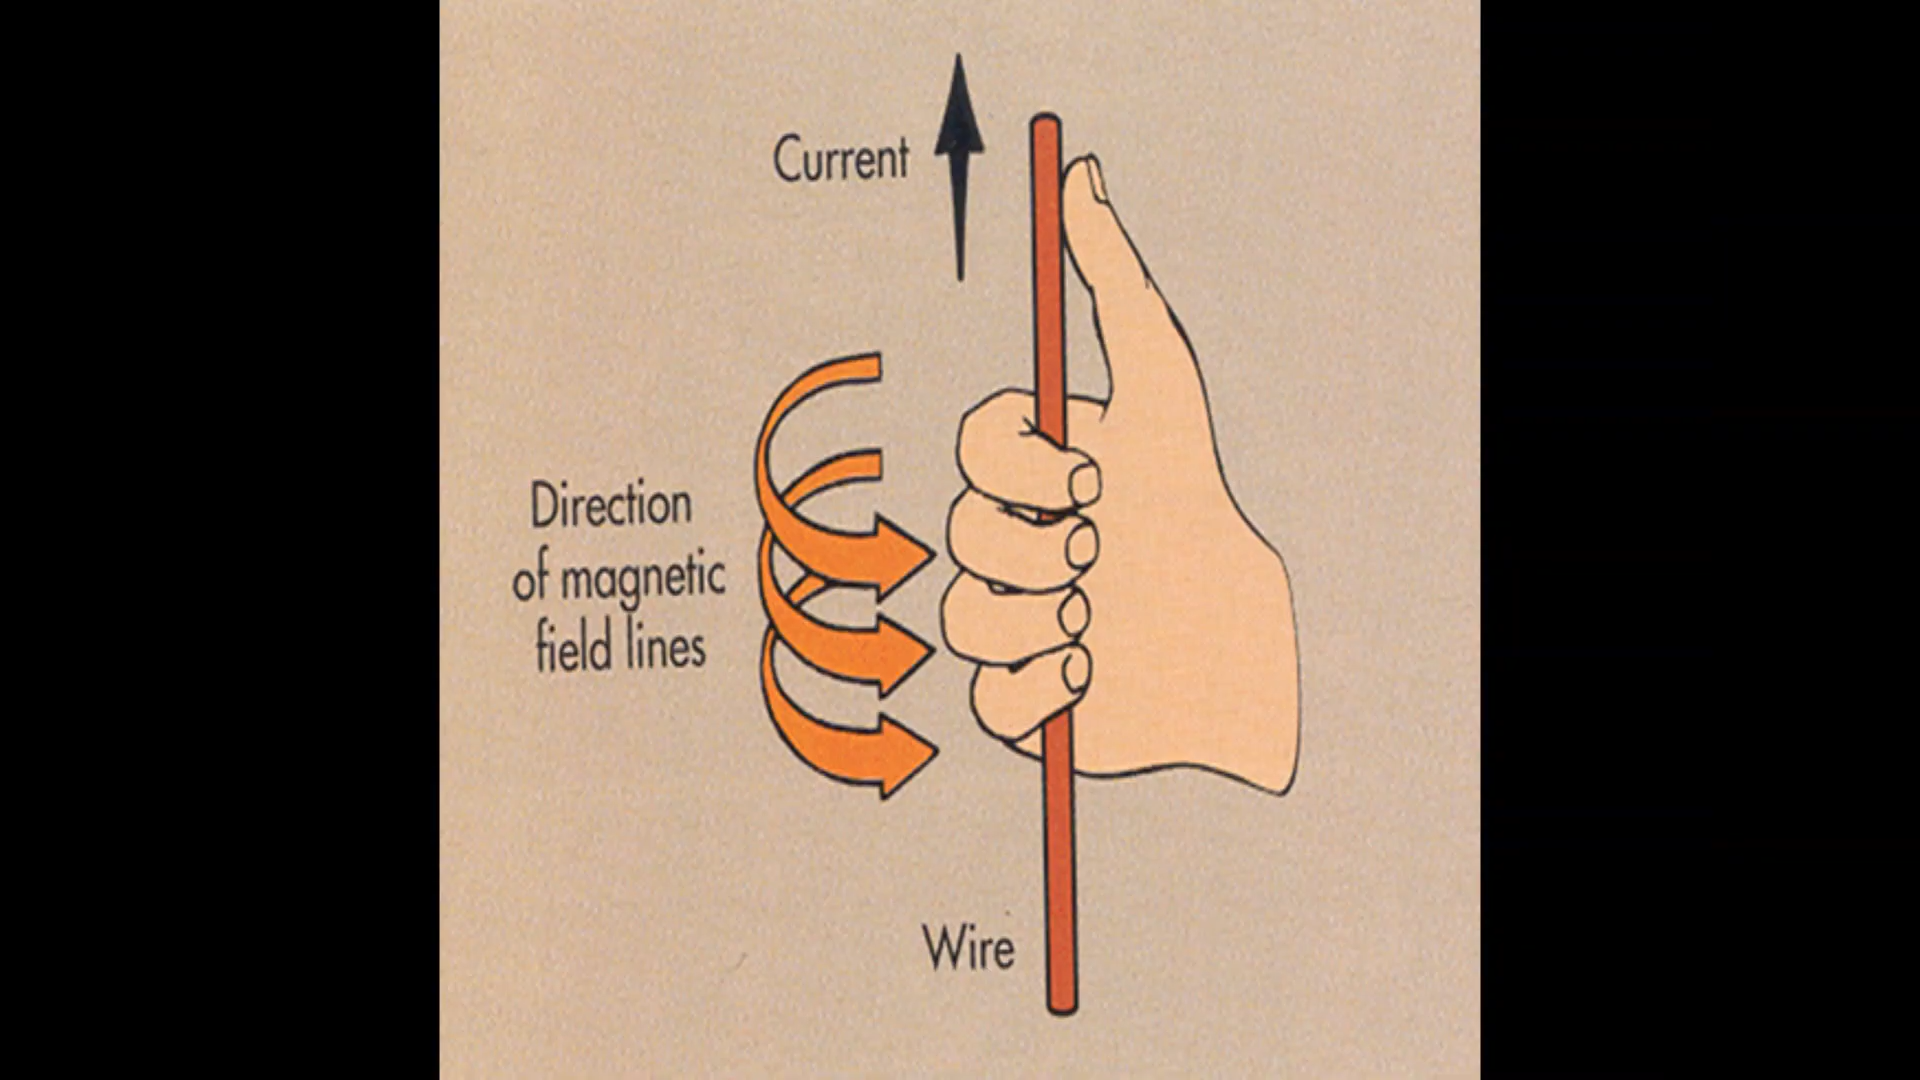 Current
Direction
of magnetic
field lines
Wire